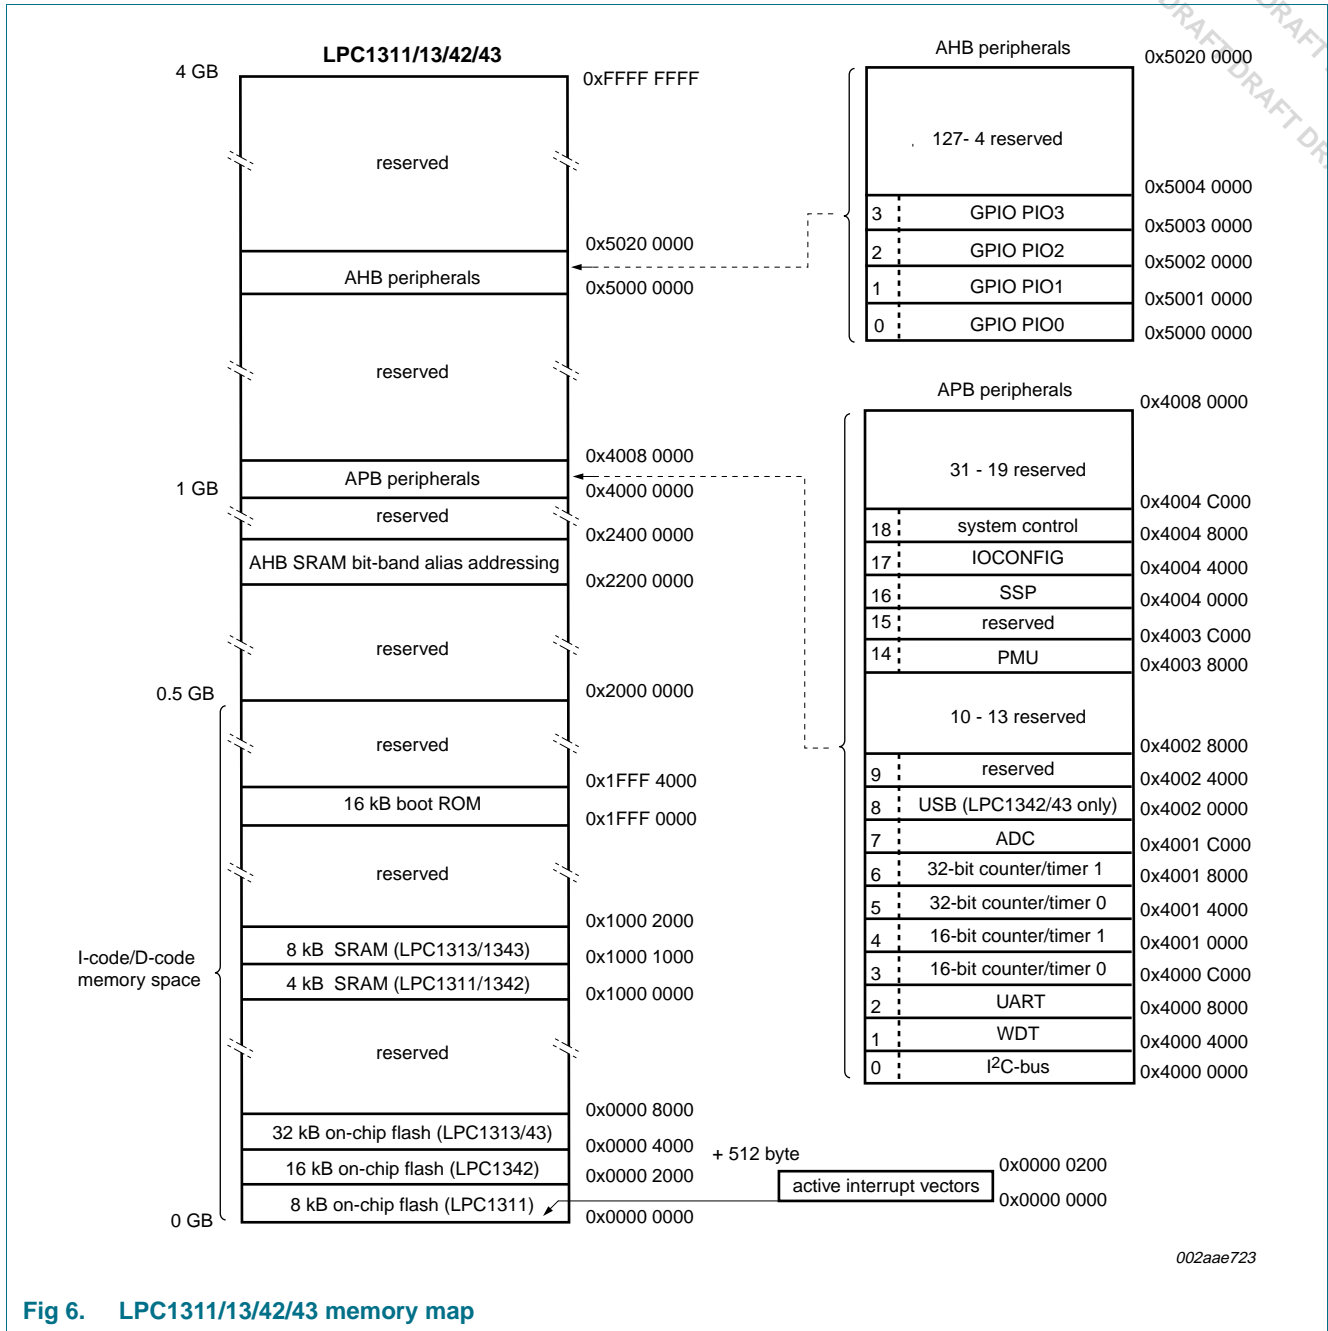 DRAFT DRAFT DRAFT DRA
LPC1311/13/42/43
4 GB
0xFFFF FFFF
reserved
0x5020 0000
AHB peripherals
0x5000 0000
reserved
0x4008 0000
APB peripherals
1 GB
0x4000 0000
reserved
0x2400 0000
AHB SRAM bit-band alias addressing
0x2200 0000
reserved
0.5 GB
0x2000 0000
reserved
0x1FFF 4000
16 kB boot ROM
0x1FFF 0000
reserved
0x1000 2000
I-code/D-code
memory space
8 kB SRAM (LPC1313/1343)
0x1000 1000
4 kB SRAM (LPC1311/1342)
0x1000 0000
reserved
0x0000 8000
32 kB on-chip flash (LPC1313/43)
0x0000 4000
16 kB on-chip flash (LPC1342)
0x0000 2000
8 kB on-chip flash (LPC1311)
0 GB
0x0000 0000
+ 512 byte
active interrupt vectors
0x0000 0200
0x0000 0000
AHB peripherals
0x5020 0000
127- 4 reserved
0x5004 0000
3 GPIO PIO3
0x5003 0000
2 GPIO PIO2
0x5002 0000
1 GPIO PIO1
0x5001 0000
0 GPIO PIO0
0x5000 0000
APB peripherals
0x4008 0000
31 - 19 reserved
0x4004 C000
18 system control
0x4004 8000
17 IOCONFIG
0x4004 4000
16 SSP
0x4004 0000
15 reserved
0x4003 C000
14 PMU
0x4003 8000
10 - 13 reserved
0x4002 8000
9 reserved
0x4002 4000
8 USB (LPC1342/43 only)
0x4002 0000
7 ADC
0x4001 C000
6 32-bit counter/timer 1
0x4001 8000
5 32-bit counter/timer 0
0x4001 4000
4 16-bit counter/timer 1
0x4001 0000
3 16-bit counter/timer 0
0x4000 C000
2 UART
0x4000 8000
1 WDT
0x4000 4000
0 I2C-bus
0x4000 0000
002aae723
Fig 6. LPC1311/13/42/43 memory map